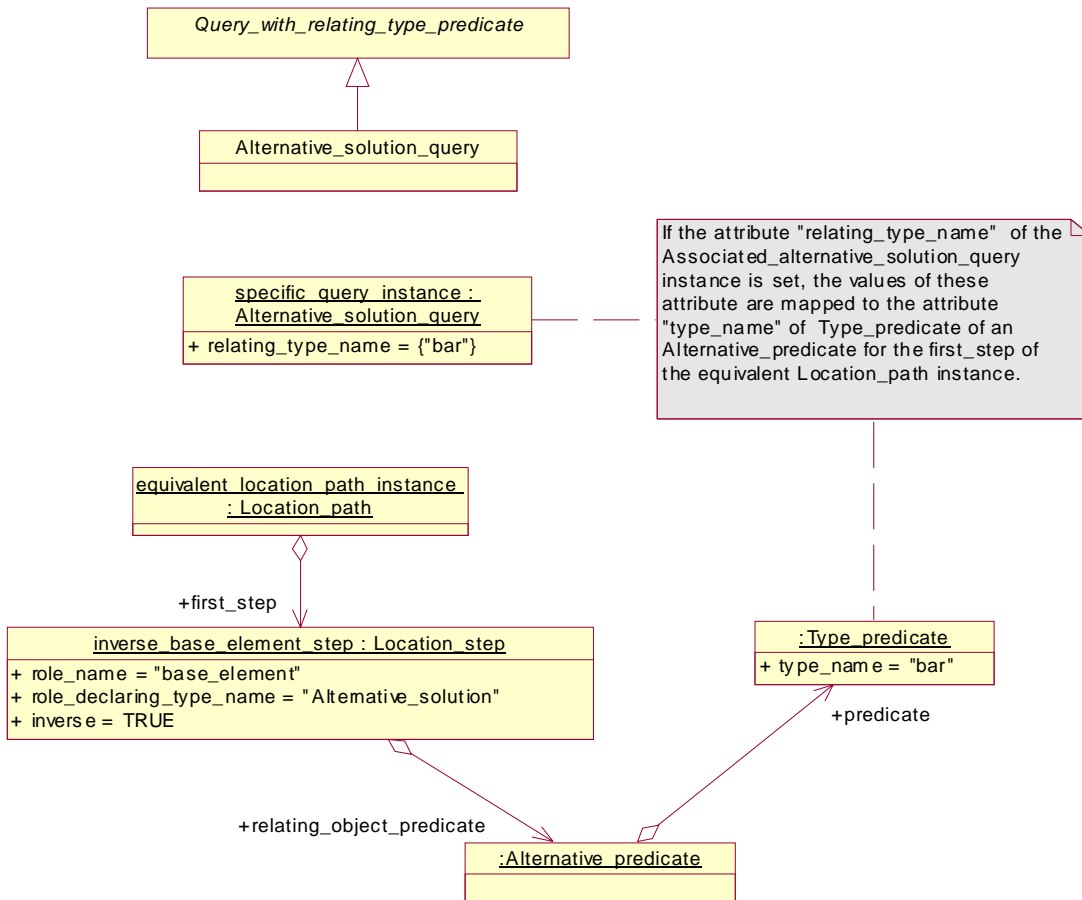 Query_with_relating_type_predicate
Alternative_solution_query
If the attribute "relating_type_name" of the
Associated_alternative_solution_query
instance is set, the values of these
attribute are mapped to the attribute
"type_name" of Type_predicate of an
Alternative_predicate for the first_step of
the equivalent Location_path instance.
specific_query_instance :
Alternative_solution_query
+ relating_type_name = {"bar"}
equivalent_location_path_instance
: Location_path
+first_step
inverse_base_element_step : Location_step
+ role_name = "base_element"
+ role_declaring_type_name = "Alternative_solution"
+ inverse = TRUE
:Type_predicate
+ type_name = "bar"
+predicate
+relating_object_predicate
:Alternative_predicate